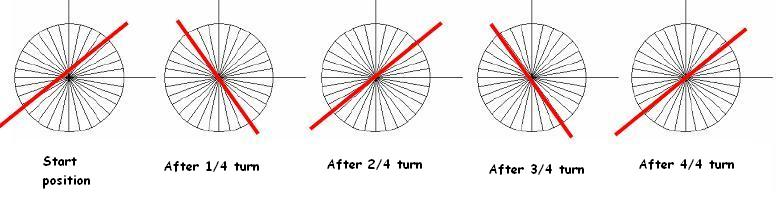 Start
position
After 1/4 turn
After 2/4 turn
After 3/4 turn
After 4/4 turn